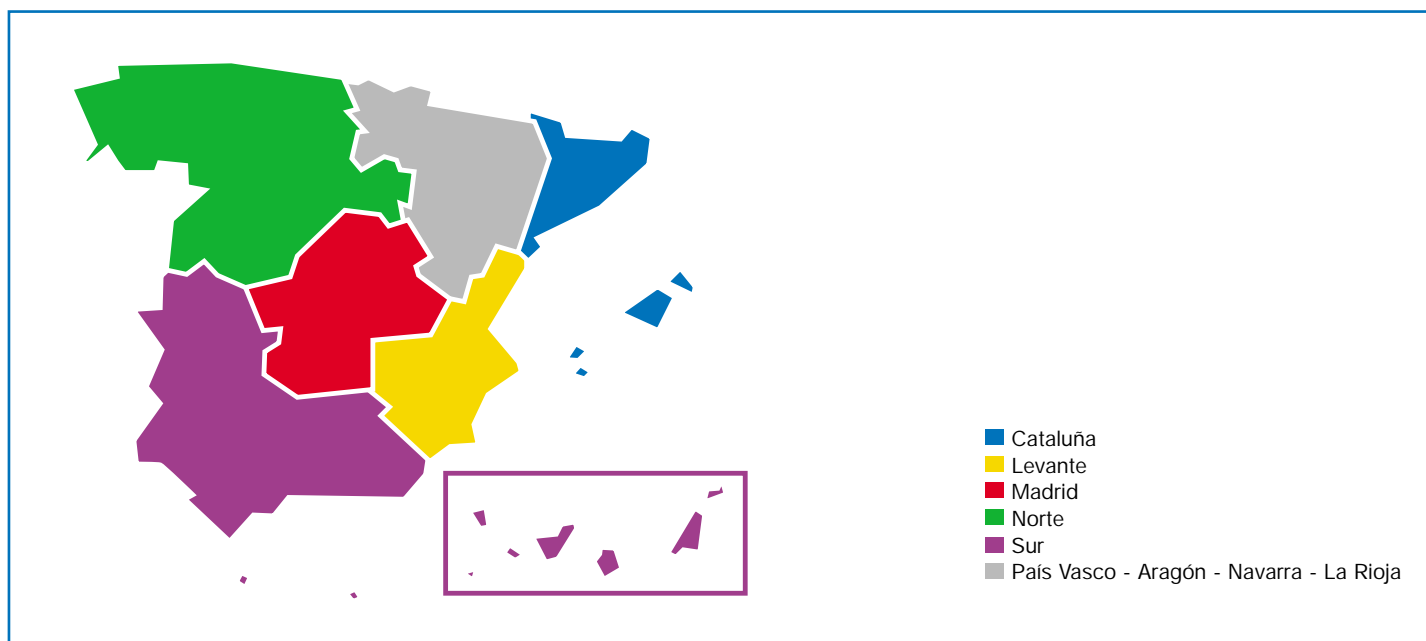 Cataluña
Levante
Madrid
Norte
Sur
País Vasco - Aragón - Navarra - La Rioja